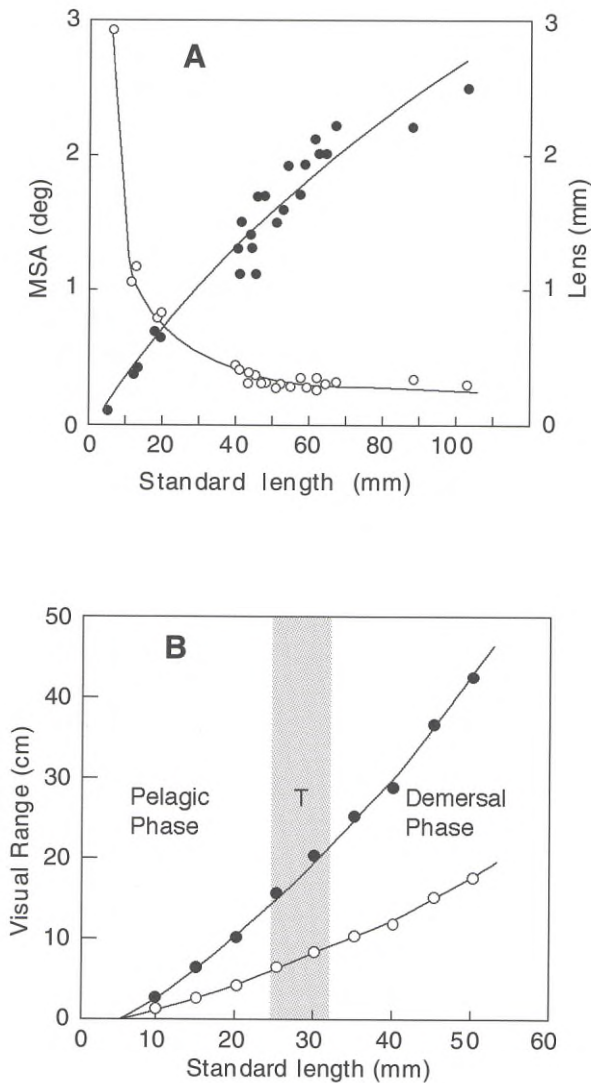 A
3
2
1
0
MSA (deg)
3
2
1
0
Lens (mm)
0 20 40 60 80 100
Standard length (mm)
B
50
40
30
20
10
0
Visual Range (cm)
Pelagic
Phase
T
Demersal
Phase
0 10 20 30 40 50 60
Standard length (mm)